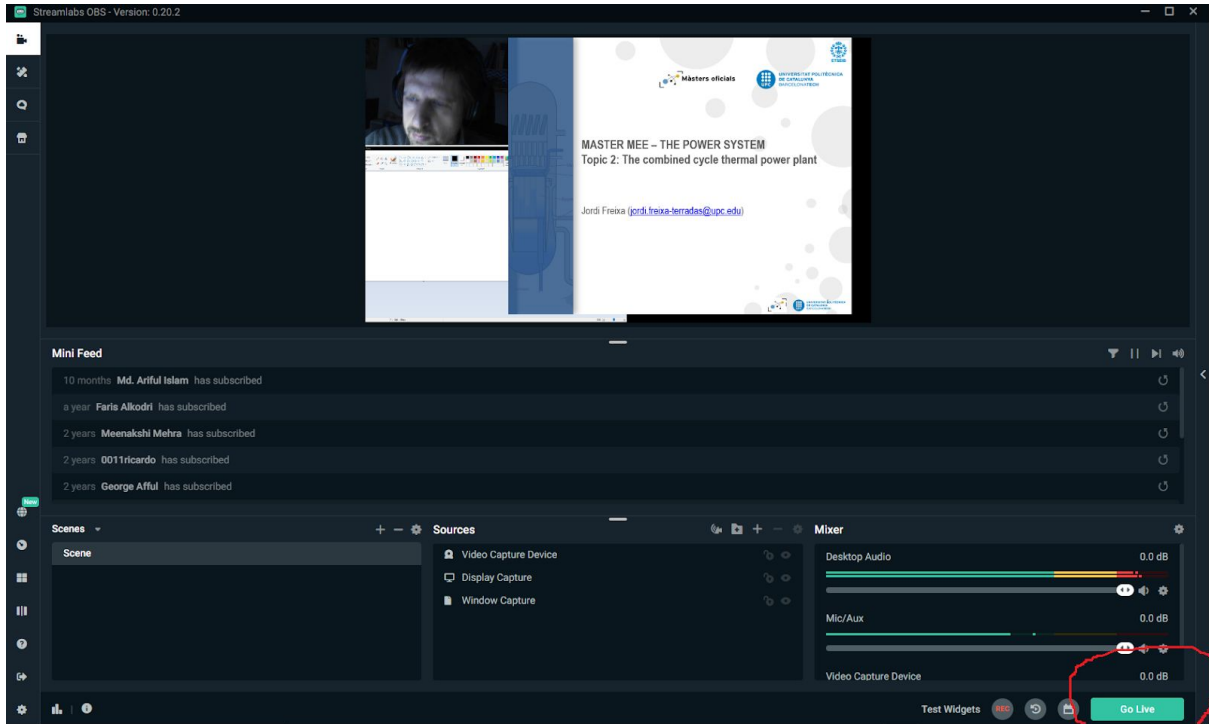 Streamlabs OBS - Version: 0.20.2
Màsters oficials
UPC
UNIVERSITAT POLITÈCNICA
DE CATALUNYA
BARCELONATECH
MASTER MEE – THE POWER SYSTEM
Topic 2: The combined cycle thermal power plant
Jordi Freixa (jordi.freixa-terradas@upc.edu)
Mini Feed
10 months Md. Ariful Islam has subscribed
a year Faris Alkodri has subscribed
2 years Meenakshi Mehra has subscribed
2 years 0011ricardo has subscribed
2 years George Afful has subscribed
New
Scenes
Scene
Sources
Video Capture Device
Display Capture
Window Capture
Mixer
Desktop Audio 0.0 dB
Mic/Aux 0.0 dB
Video Capture Device 0.0 dB
Test Widgets REC Go Live